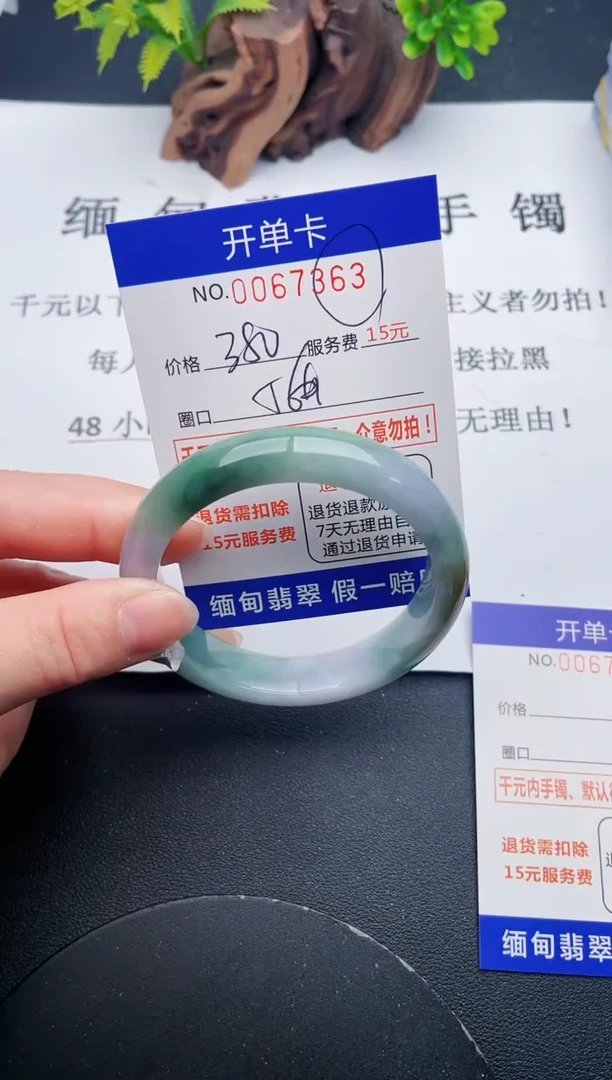 缅甸 手镯
开单卡
NO.0067363
千元以下 主义者勿拍！
价格 380 服务费 15元
每人 接拉黑
圈口
48小 无理由！
介意勿拍！
退货需扣除
15元服务费
退货退款
7天无理由
通过退货申请
缅甸翡翠 假一赔
开单
NO.0067
价格
圈口
千元内手镯、默认
退货需扣除
15元服务费
缅甸翡翠